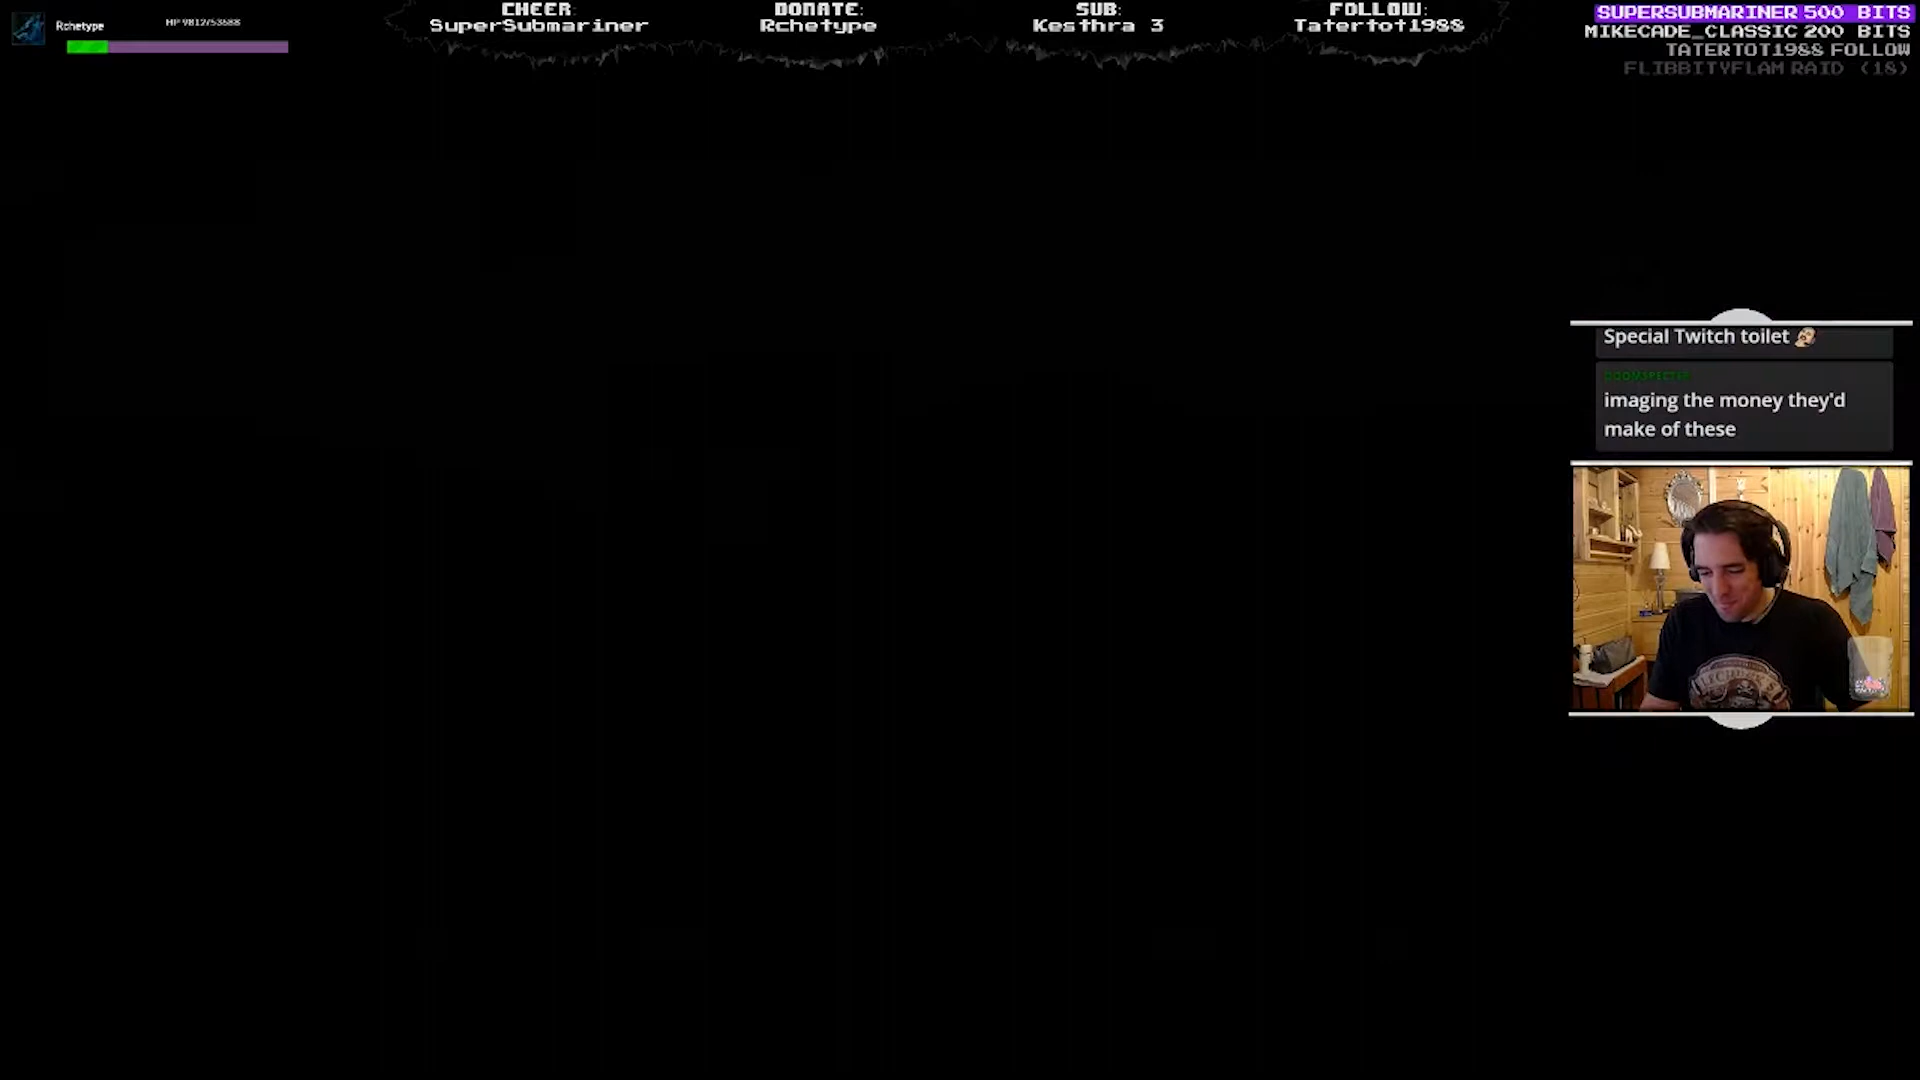 Rchetype
CHEER:
SuperSubmariner
DONATE:
Rchetype
SUB:
Kesthra 3
FOLLOW:
Tatertot1988
SUPERSUBMARINER 500 BITS
MIKECADE_CLASSIC 200 BITS
TATERTOT1988 FOLLOW
FLIBBITYFLAM RAID (18)
Special Twitch toilet
DOOMSPECTER
imaging the money they'd
make of these